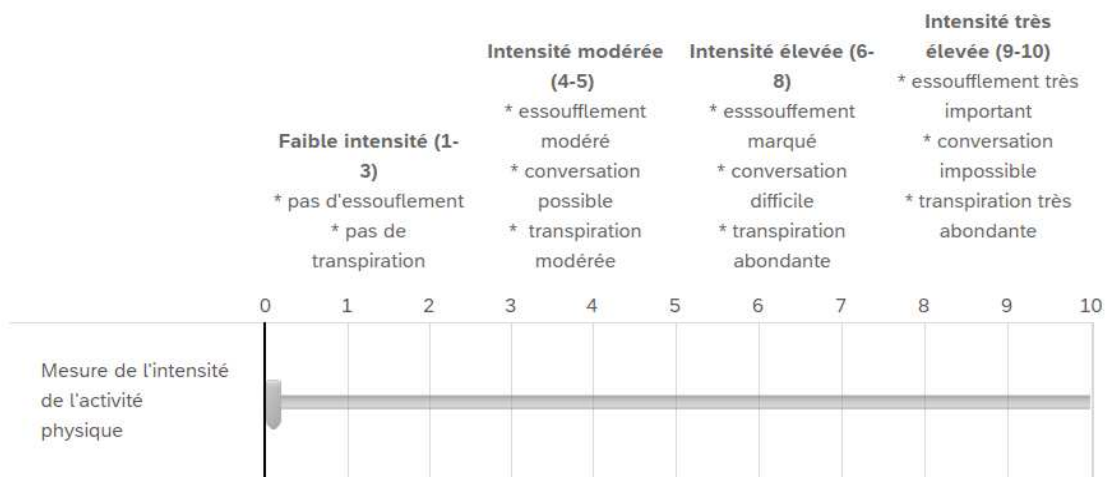 Faible intensité (1-
3)
* pas d'essouflement
* pas de
transpiration
Intensité modérée
(4-5)
* essoufflement
modéré
* conversation
possible
* transpiration
modérée
Intensité élevée (6-
8)
* esssouffement
marqué
* conversation
difficile
* transpiration
abondante
Intensité très
élevée (9-10)
* essoufflement très
important
* conversation
impossible
* transpiration très
abondante
0 1 2 3 4 5 6 7 8 9 10
Mesure de l'intensité
de l'activité
physique